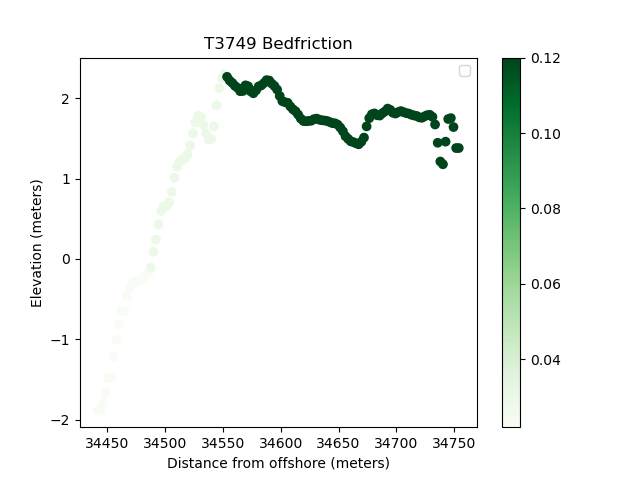 T3749 Bedfriction
2
1
0
−1
−2
Elevation (meters)
34450 34500 34550 34600 34650 34700 34750
Distance from offshore (meters)
0.12
0.10
0.08
0.06
0.04